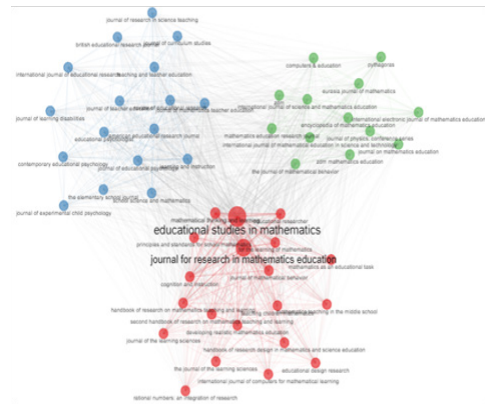 journal of research in science teaching
british educational research journal
journal of curriculum studies
international journal of educational research
teaching and teacher education
computers & education
pythagoras
eurasia journal of mathematics
international journal of science and mathematics education
journal of learning disabilities
journal of teacher education
international electronic journal of mathematics education
encyclopedia of mathematics education
educational psychologist
american educational research journal
mathematics education research journal
journal of physics: conference series
international journal of mathematical education in science and technology
journal on mathematics education
contemporary educational psychology
journal of educational psychology
learning and instruction
zdm mathematics education
the journal of mathematical behavior
the elementary school journal
school science and mathematics
journal of experimental child psychology
mathematical thinking and learning
educational researcher
educational studies in mathematics
principles and standards for school mathematics
for the learning of mathematics
journal for research in mathematics education
mathematics as an educational task
journal of mathematical behavior
cognition and instruction
handbook of research on mathematics teaching and learning
mathematics teaching in the middle school
second handbook of research on mathematics teaching and learning
developing realistic mathematics education
journal of the learning sciences
handbook of research design in mathematics and science education
the journal of the learning sciences
educational design research
international journal of computers for mathematical learning
rational numbers: an integration of research